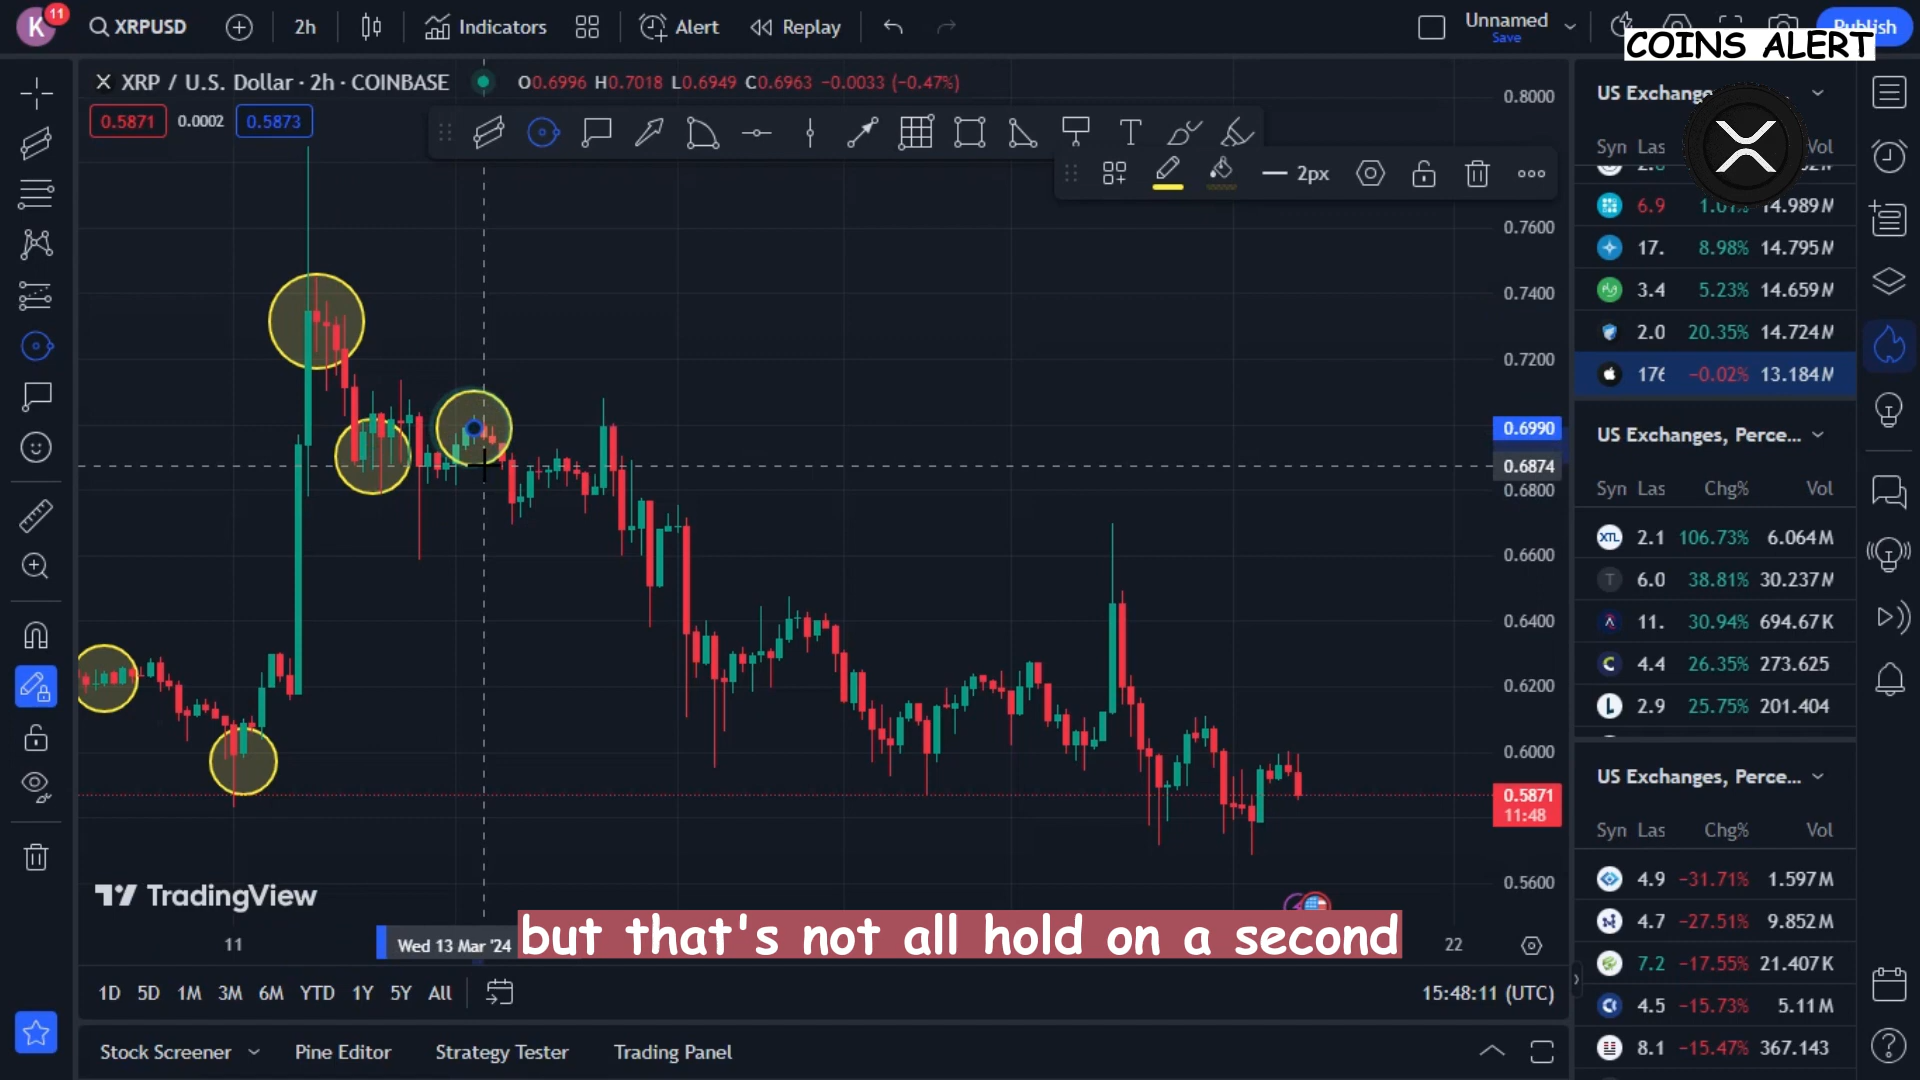 K 11 XRPUSD 2h Indicators Alert Replay Unnamed Save Publish
COINS ALERT
XRP / U.S. Dollar · 2h · COINBASE O0.6996 H0.7018 L0.6949 C0.6963 −0.0033 (−0.47%)
0.5871 0.0002 0.5873
2px
0.8000
0.7600
0.7400
0.7200
0.6990
0.6874
0.6800
0.6600
0.6400
0.6200
0.6000
0.5871
11:48
0.5600
US Exchang
Syn Las Vol
6.9 14.989M
17. 8.98% 14.795M
3.4 5.23% 14.659M
2.0 20.35% 14.724M
176 −0.02% 13.184M
US Exchanges, Perce...
Syn Las Chg% Vol
XTL 2.1 106.73% 6.064M
T 6.0 38.81% 30.237M
11. 30.94% 694.67K
4.4 26.35% 273.625
2.9 25.75% 201.404
US Exchanges, Perce...
Syn Las Chg% Vol
4.9 −31.71% 1.597M
4.7 −27.51% 9.852M
7.2 −17.55% 21.407K
4.5 −15.73% 5.11M
8.1 −15.47% 367.143
TradingView
but that's not all hold on a second
11 Wed 13 Mar '24 22
1D 5D 1M 3M 6M YTD 1Y 5Y All 15:48:11 (UTC)
Stock Screener Pine Editor Strategy Tester Trading Panel